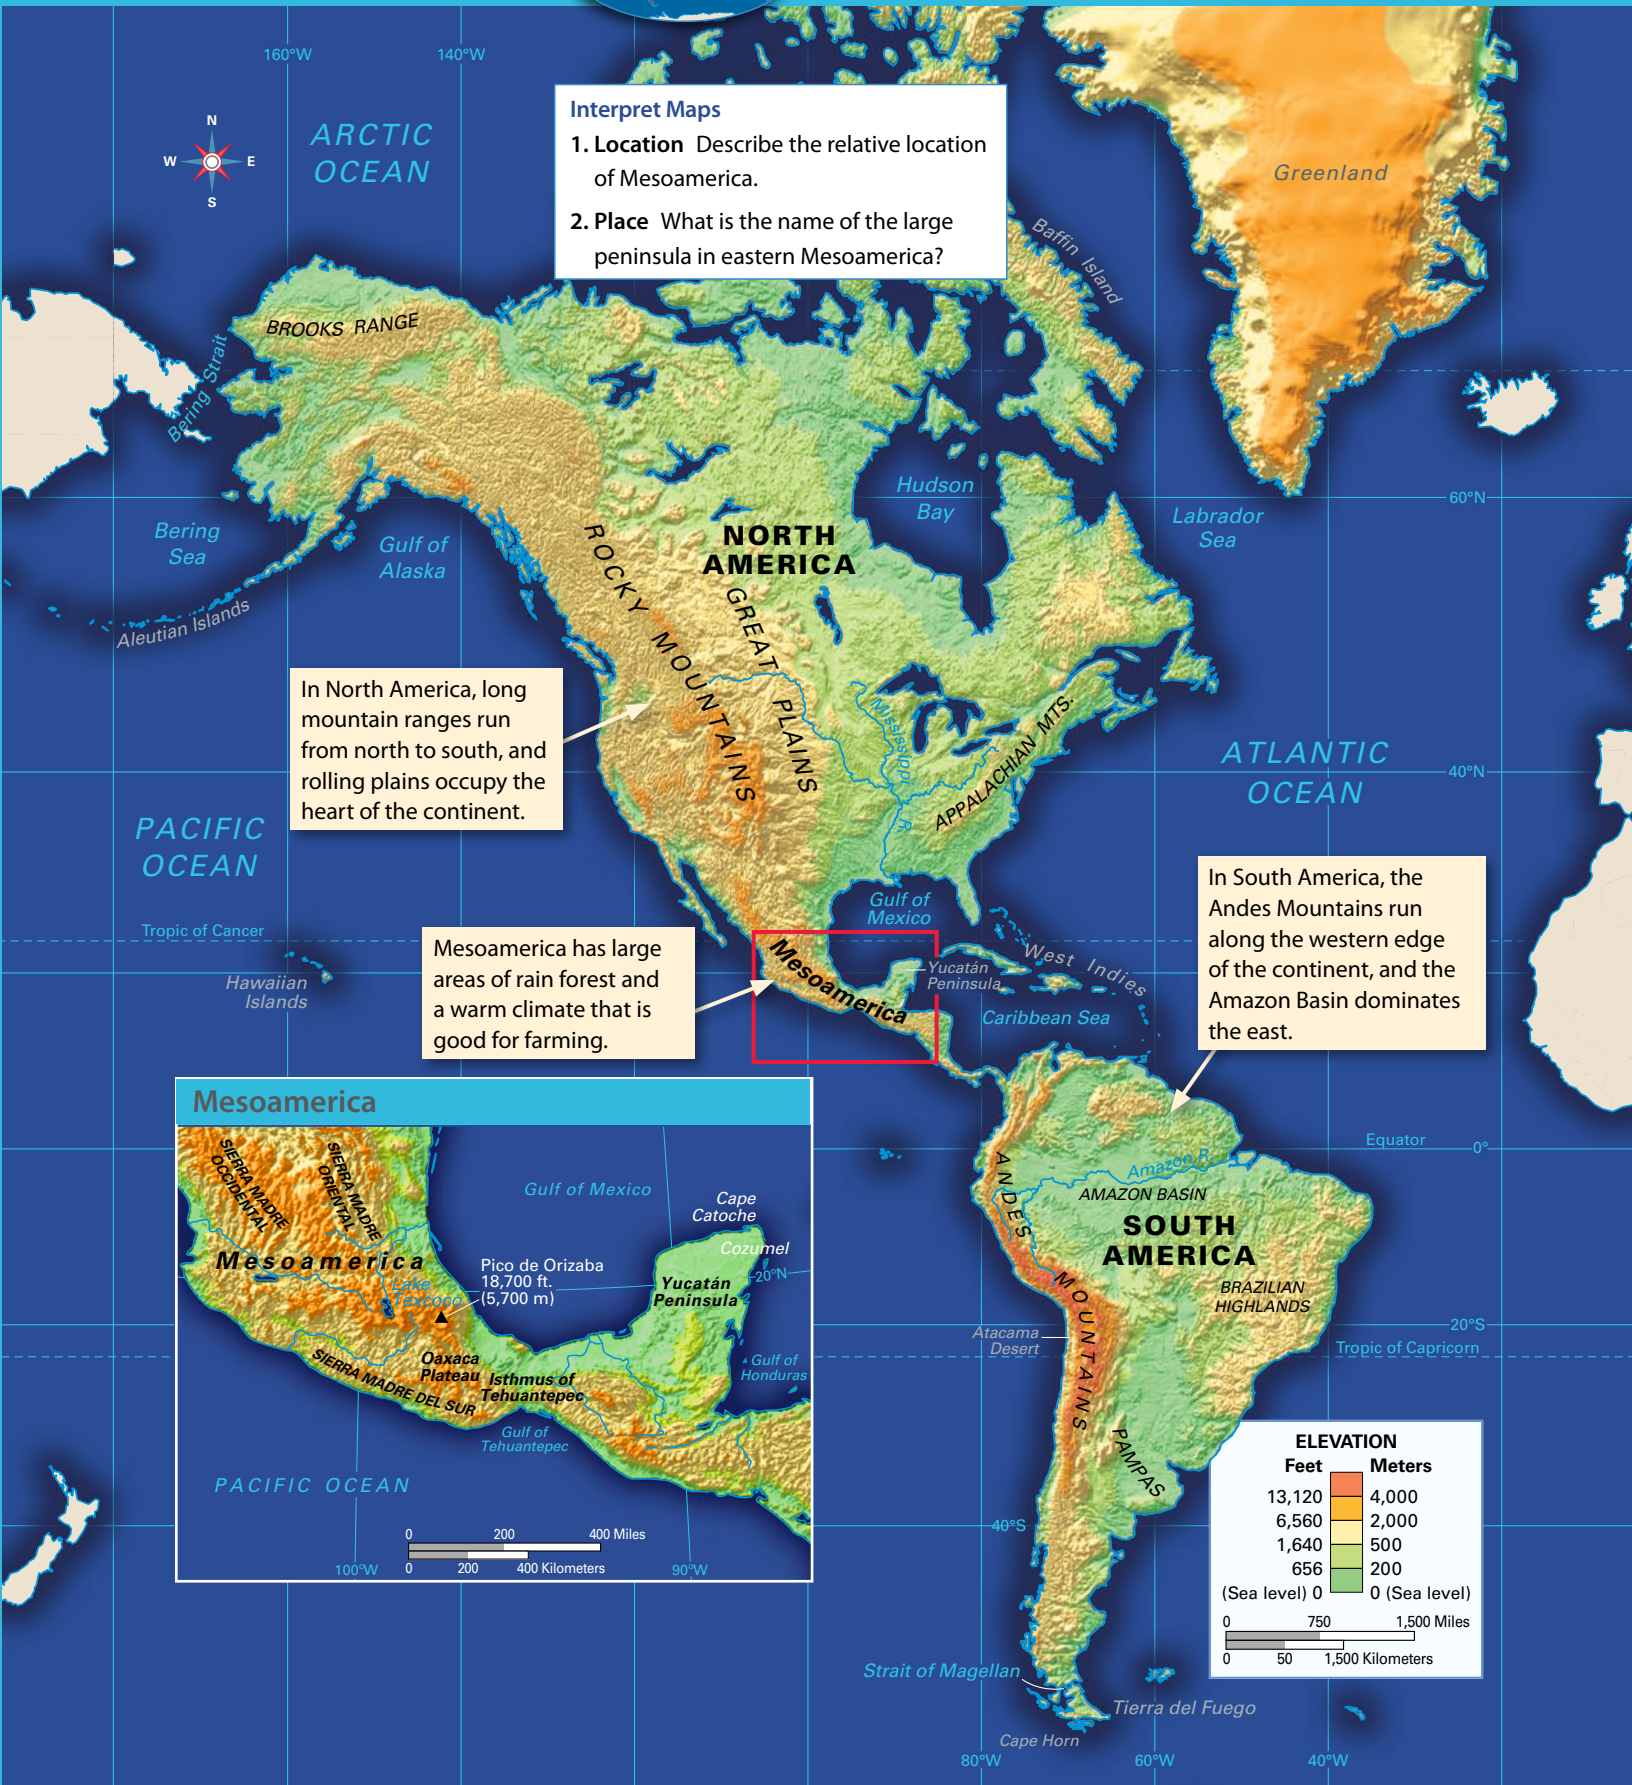 160°W
140°W
N
W
E
S
ARCTIC
OCEAN
Interpret Maps
1. Location Describe the relative location
of Mesoamerica.
2. Place What is the name of the large
peninsula in eastern Mesoamerica?
Greenland
Baffin Island
BROOKS RANGE
Bering Strait
60°N
Hudson
Bay
Labrador
Sea
Bering
Sea
Gulf of
Alaska
NORTH
AMERICA
Aleutian Islands
ROCKY MOUNTAINS
GREAT PLAINS
Mississippi R.
APPALACHIAN MTS.
In North America, long
mountain ranges run
from north to south, and
rolling plains occupy the
heart of the continent.
ATLANTIC
OCEAN
40°N
PACIFIC
OCEAN
Gulf of
Mexico
In South America, the
Andes Mountains run
along the western edge
of the continent, and the
Amazon Basin dominates
the east.
Tropic of Cancer
Hawaiian
Islands
Mesoamerica has large
areas of rain forest and
a warm climate that is
good for farming.
Mesoamerica
Yucatán
Peninsula
West Indies
Caribbean Sea
Mesoamerica
SIERRA MADRE
OCCIDENTAL
SIERRA MADRE
ORIENTAL
Gulf of Mexico
Cape
Catoche
Cozumel
Mesoamerica
Lake
Texcoco
Pico de Orizaba
18,700 ft.
(5,700 m)
20°N
Yucatán
Peninsula
Oaxaca
Plateau
Isthmus of
Tehuantepec
SIERRA MADRE DEL SUR
Gulf of
Honduras
Gulf of
Tehuantepec
PACIFIC OCEAN
0 200 400 Miles
0 200 400 Kilometers
100°W
90°W
Equator
0°
Amazon R.
AMAZON BASIN
ANDES MOUNTAINS
SOUTH
AMERICA
BRAZILIAN
HIGHLANDS
Atacama
Desert
20°S
Tropic of Capricorn
PAMPAS
40°S
ELEVATION
Feet Meters
13,120 4,000
6,560 2,000
1,640 500
656 200
(Sea level) 0 0 (Sea level)
0 750 1,500 Miles
0 50 1,500 Kilometers
Strait of Magellan
Tierra del Fuego
Cape Horn
80°W
60°W
40°W